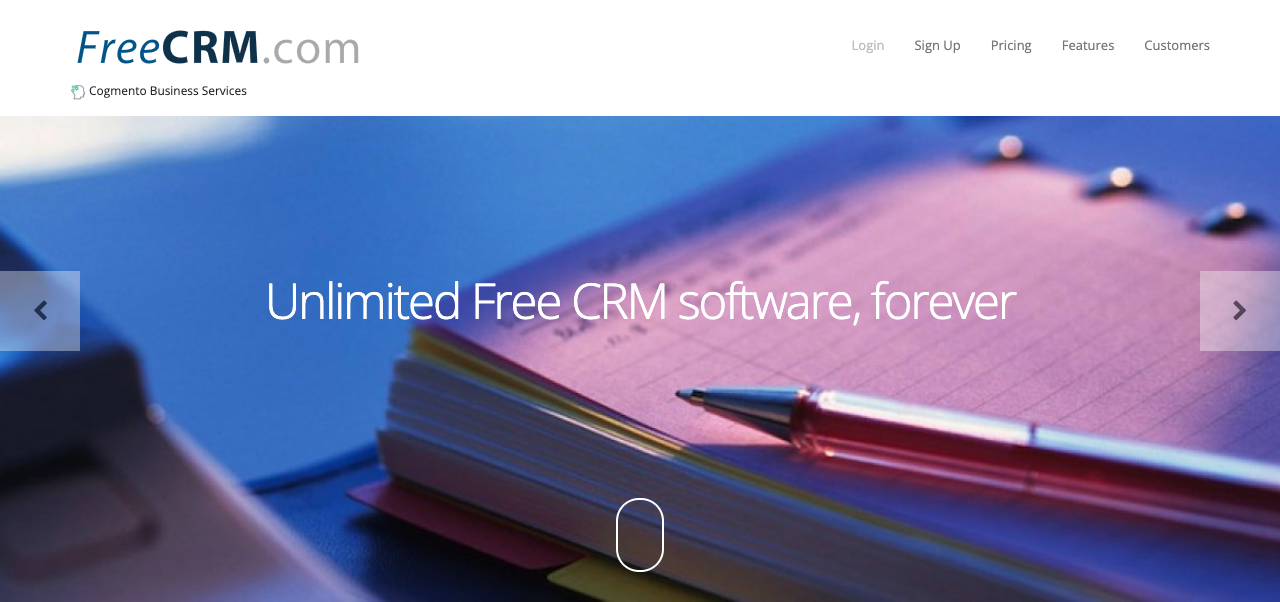 FreeCRM.com
Login Sign Up Pricing Features Customers
Cogmento Business Services
Unlimited Free CRM software, forever